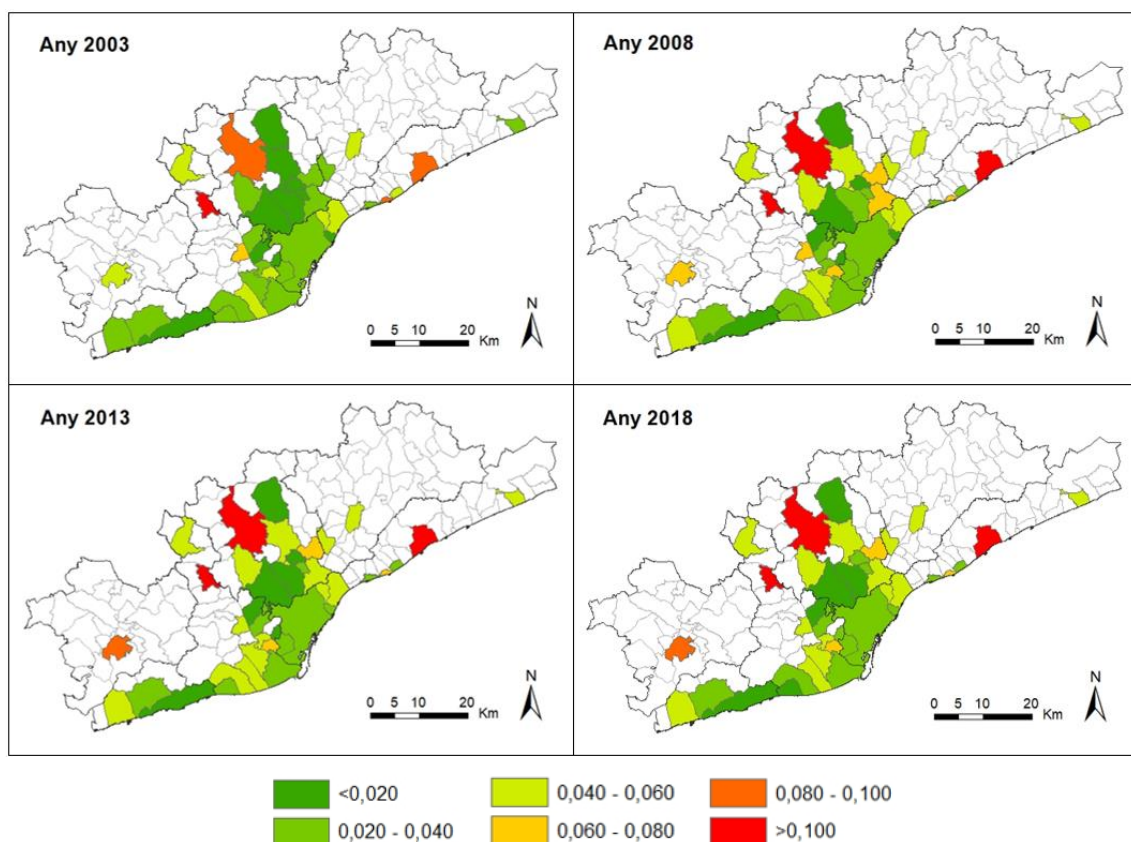 Any 2003
N
0 5 10 20 Km
Any 2008
N
0 5 10 20 Km
Any 2013
N
0 5 10 20 Km
Any 2018
N
0 5 10 20 Km
<0,020
0,040 - 0,060
0,080 - 0,100
0,020 - 0,040
0,060 - 0,080
>0,100